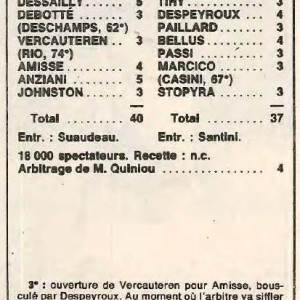 DESSAILLY ........ 5 TIHY ............. 3
DEBOTTÉ ........ 3 DESPEYROUX .... 4
(DESCHAMPS, 62°) PAILLARD ........ 3
VERCAUTEREN .. 3 BELLUS .......... 4
(RIO, 74°) PASSI ............ 3
AMISSE .......... 4 MARCICO ........ 3
ANZIANI .......... 5 (CASINI, 67°)
JOHNSTON ...... 3 STOPYRA ........ 3
Total ........... 40 Total ........... 37
Entr. : Suaudeau. Entr. : Santini.
18 000 spectateurs. Recette : n.c.
Arbitrage de M. Quiniou ................. 4
3° : ouverture de Vercauteren pour Amisse, bous-
culé par Despeyroux. Au moment où l'arbitre va siffler